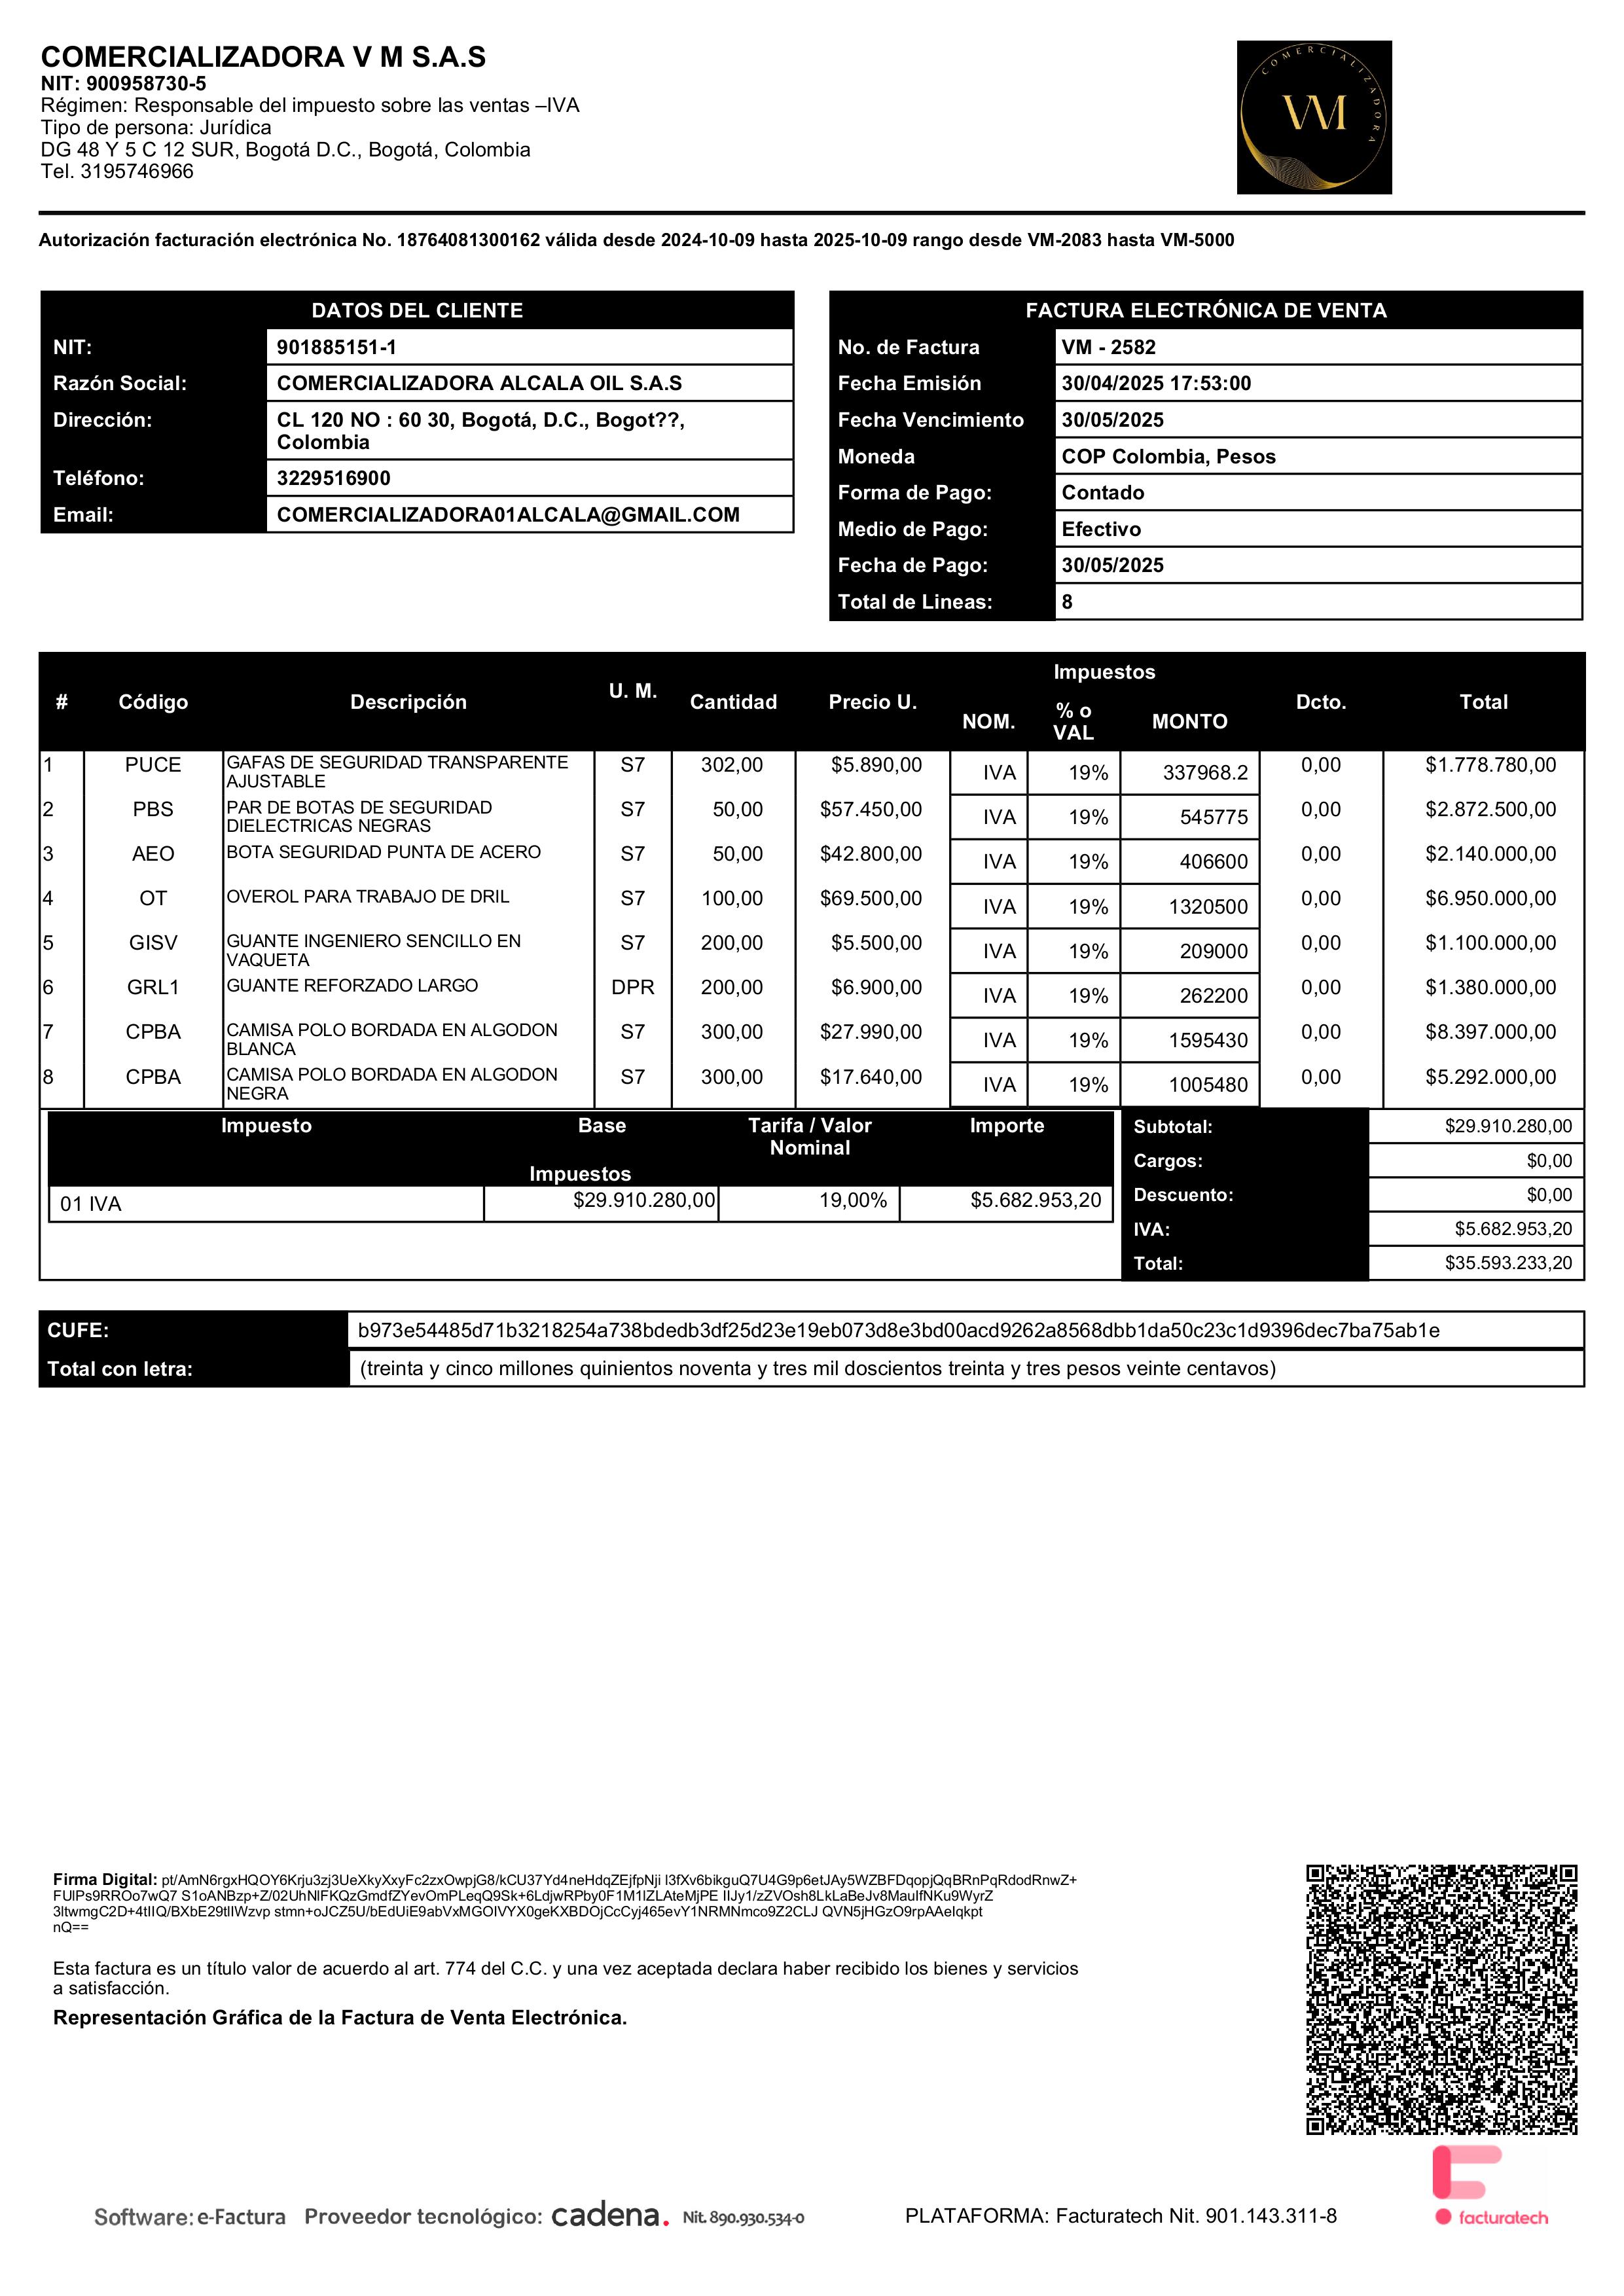 COMERCIALIZADORA V M S.A.S
NIT: 900958730-5
Régimen: Responsable del impuesto sobre las ventas –IVA
Tipo de persona: Jurídica
DG 48 Y 5 C 12 SUR, Bogotá D.C., Bogotá, Colombia
Tel. 3195746966
COMERCIALIZADORA
VM
Autorización facturación electrónica No. 18764081300162 válida desde 2024-10-09 hasta 2025-10-09 rango desde VM-2083 hasta VM-5000
DATOS DEL CLIENTE
NIT: 901885151-1
Razón Social: COMERCIALIZADORA ALCALA OIL S.A.S
Dirección: CL 120 NO : 60 30, Bogotá, D.C., Bogot??,
Colombia
Teléfono: 3229516900
Email: COMERCIALIZADORA01ALCALA@GMAIL.COM
FACTURA ELECTRÓNICA DE VENTA
No. de Factura VM - 2582
Fecha Emisión 30/04/2025 17:53:00
Fecha Vencimiento 30/05/2025
Moneda COP Colombia, Pesos
Forma de Pago: Contado
Medio de Pago: Efectivo
Fecha de Pago: 30/05/2025
Total de Lineas: 8
# Código Descripción U. M. Cantidad Precio U. Impuestos Dcto. Total
NOM. % o VAL MONTO
1 PUCE GAFAS DE SEGURIDAD TRANSPARENTE S7 302,00 $5.890,00 IVA 19% 337968.2 0,00 $1.778.780,00
AJUSTABLE
2 PBS PAR DE BOTAS DE SEGURIDAD S7 50,00 $57.450,00 IVA 19% 545775 0,00 $2.872.500,00
DIELECTRICAS NEGRAS
3 AEO BOTA SEGURIDAD PUNTA DE ACERO S7 50,00 $42.800,00 IVA 19% 406600 0,00 $2.140.000,00
4 OT OVEROL PARA TRABAJO DE DRIL S7 100,00 $69.500,00 IVA 19% 1320500 0,00 $6.950.000,00
5 GISV GUANTE INGENIERO SENCILLO EN S7 200,00 $5.500,00 IVA 19% 209000 0,00 $1.100.000,00
VAQUETA
6 GRL1 GUANTE REFORZADO LARGO DPR 200,00 $6.900,00 IVA 19% 262200 0,00 $1.380.000,00
7 CPBA CAMISA POLO BORDADA EN ALGODON S7 300,00 $27.990,00 IVA 19% 1595430 0,00 $8.397.000,00
BLANCA
8 CPBA CAMISA POLO BORDADA EN ALGODON S7 300,00 $17.640,00 IVA 19% 1005480 0,00 $5.292.000,00
NEGRA
Impuesto Base Tarifa / Valor Importe
Nominal
Impuestos
01 IVA $29.910.280,00 19,00% $5.682.953,20
Subtotal: $29.910.280,00
Cargos: $0,00
Descuento: $0,00
IVA: $5.682.953,20
Total: $35.593.233,20
CUFE: b973e54485d71b3218254a738bdedb3df25d23e19eb073d8e3bd00acd9262a8568dbb1da50c23c1d9396dec7ba75ab1e
Total con letra: (treinta y cinco millones quinientos noventa y tres mil doscientos treinta y tres pesos veinte centavos)
Firma Digital: pt/AmN6rgxHQOY6Krju3zj3UeXkyXxyFc2zxOwpjG8/kCU37Yd4neHdqZEjfpNji l3fXv6bikguQ7U4G9p6etJAy5WZBFDqopjQqBRnPqRdodRnwZ+
FUlPs9RROo7wQ7 S1oANBzp+Z/02UhNlFKQzGmdfZYevOmPLeqQ9Sk+6LdjwRPby0F1M1lZLAteMjPE IIJy1/zZVOsh8LkLaBeJv8MaulfNKu9WyrZ
3ltwmgC2D+4tIIQ/BXbE29tlIWzvp stmn+oJCZ5U/bEdUiE9abVxMGOIVYX0geKXBDOjCcCyj465evY1NRMNmco9Z2CLJ QVN5jHGzO9rpAAeIqkpt
nQ==
Esta factura es un título valor de acuerdo al art. 774 del C.C. y una vez aceptada declara haber recibido los bienes y servicios
a satisfacción.
Representación Gráfica de la Factura de Venta Electrónica.
Software: e-Factura Proveedor tecnológico: cadena. Nit. 890.930.534-0
PLATAFORMA: Facturatech Nit. 901.143.311-8
facturatech